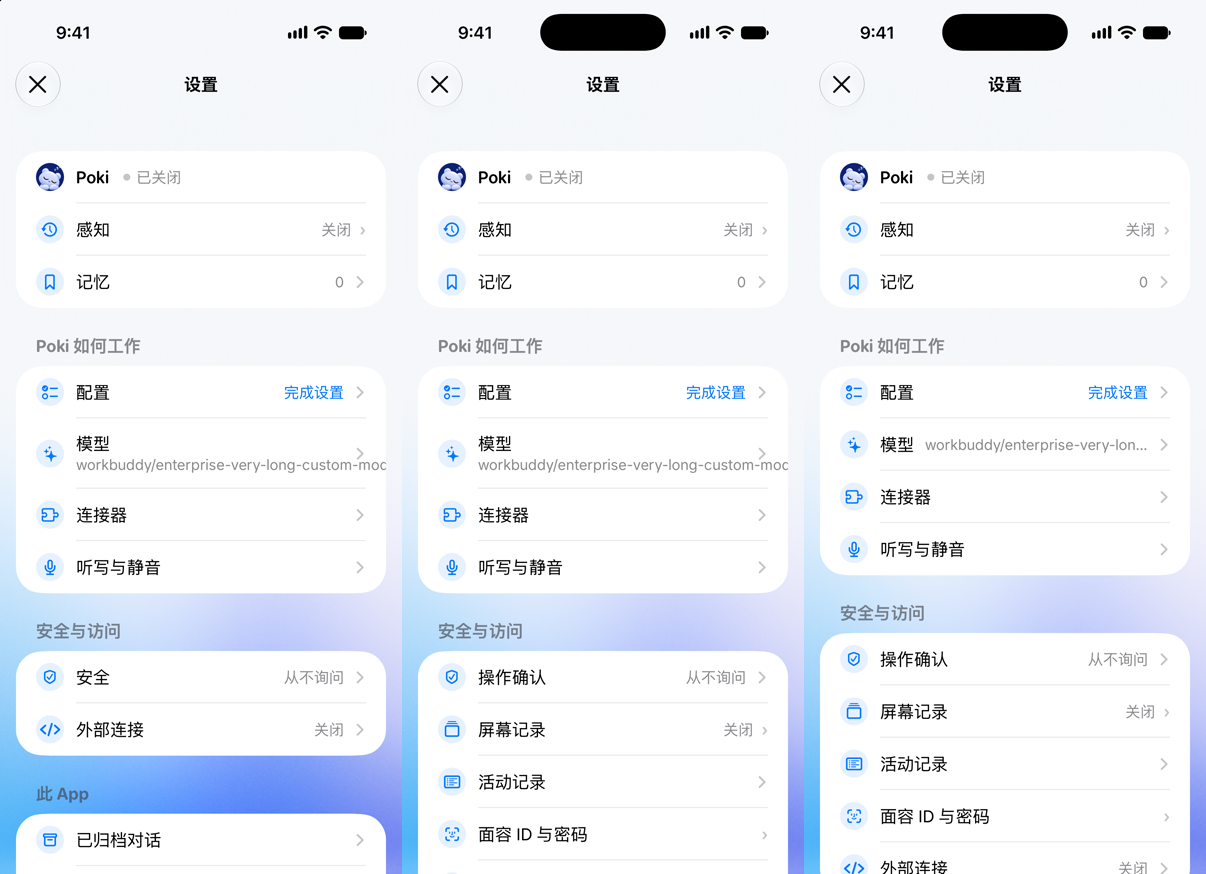 9:41
设置
Poki 已关闭
感知 关闭
记忆 0
Poki 如何工作
配置 完成设置
模型
workbuddy/enterprise-very-long-custom-mod
连接器
听写与静音
安全与访问
安全 从不询问
外部连接 关闭
此 App
已归档对话
9:41
设置
Poki 已关闭
感知 关闭
记忆 0
Poki 如何工作
配置 完成设置
模型
workbuddy/enterprise-very-long-custom-mod
连接器
听写与静音
安全与访问
操作确认 从不询问
屏幕记录 关闭
活动记录
面容 ID 与密码
9:41
设置
Poki 已关闭
感知 关闭
记忆 0
Poki 如何工作
配置 完成设置
模型 workbuddy/enterprise-very-lon...
连接器
听写与静音
安全与访问
操作确认 从不询问
屏幕记录 关闭
活动记录
面容 ID 与密码
外部连接 关闭